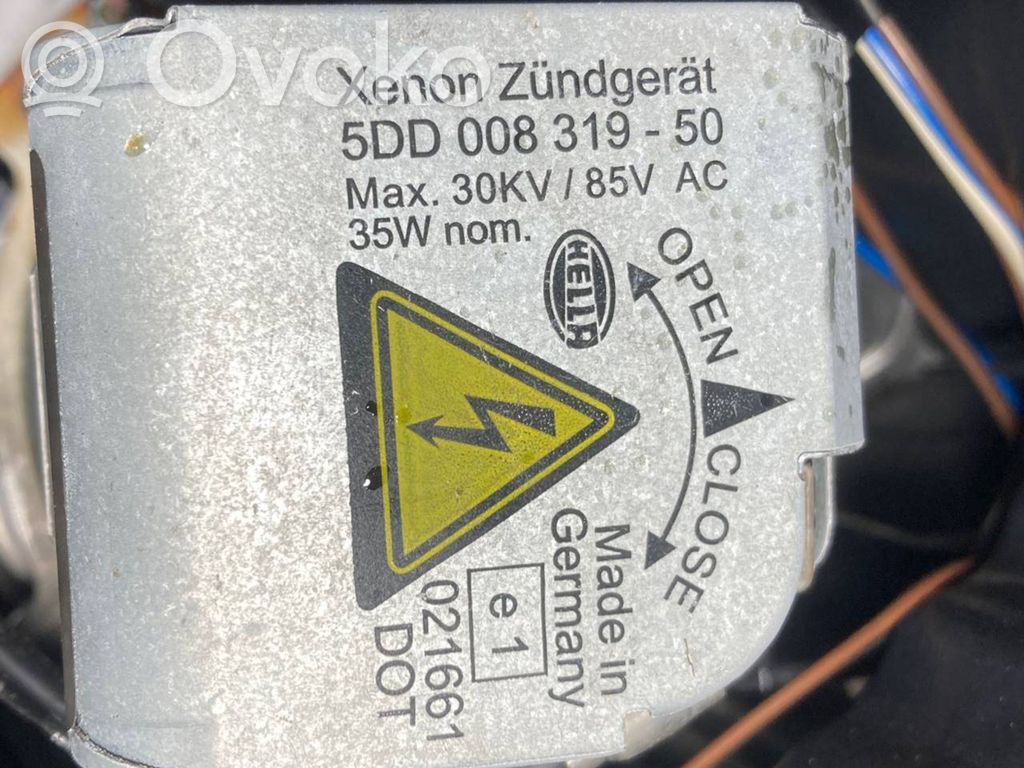 Ovoko
Xenon Zündgerät
5DD 008 319 - 50
Max. 30KV / 85V AC
35W nom.
HELLA
OPEN
CLOSE
Made in
Germany
e 1
021661
DOT